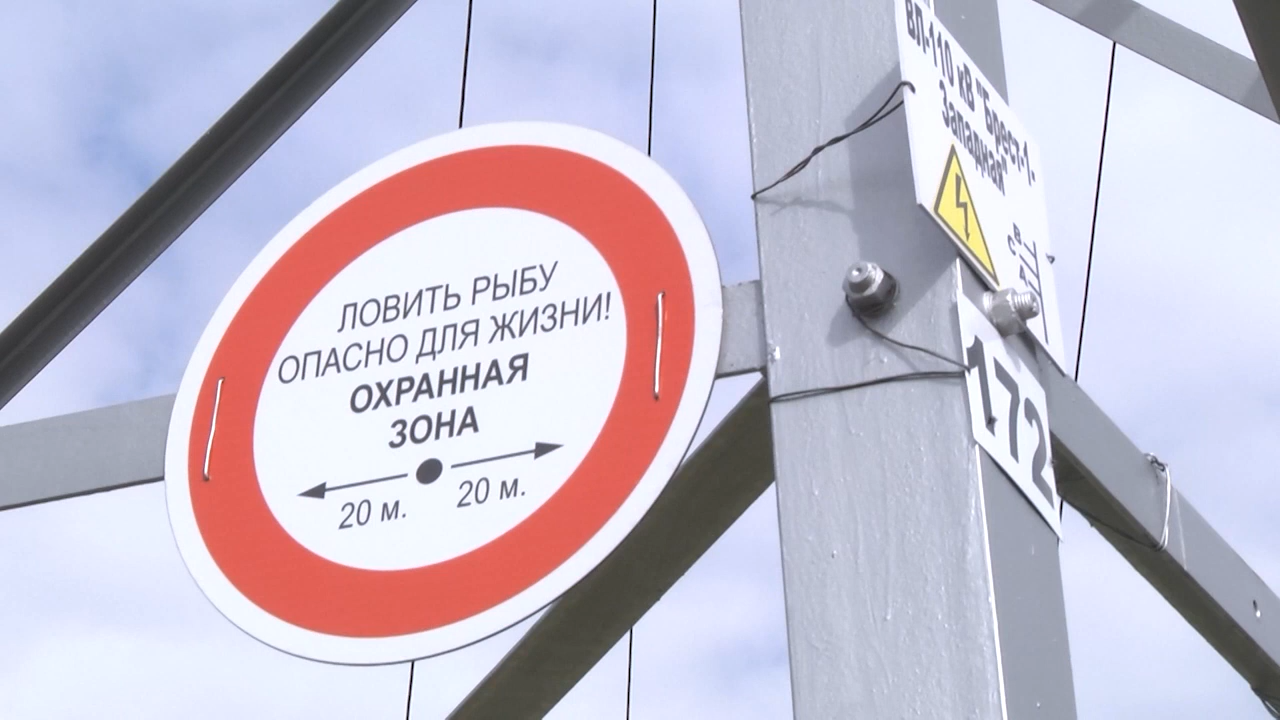 ЛОВИТЬ РЫБУ
ОПАСНО ДЛЯ ЖИЗНИ!
ОХРАННАЯ
ЗОНА
20 м. 20 м.
ВЛ-110 кВ "Брест-1.
Западная"
В
С А
172